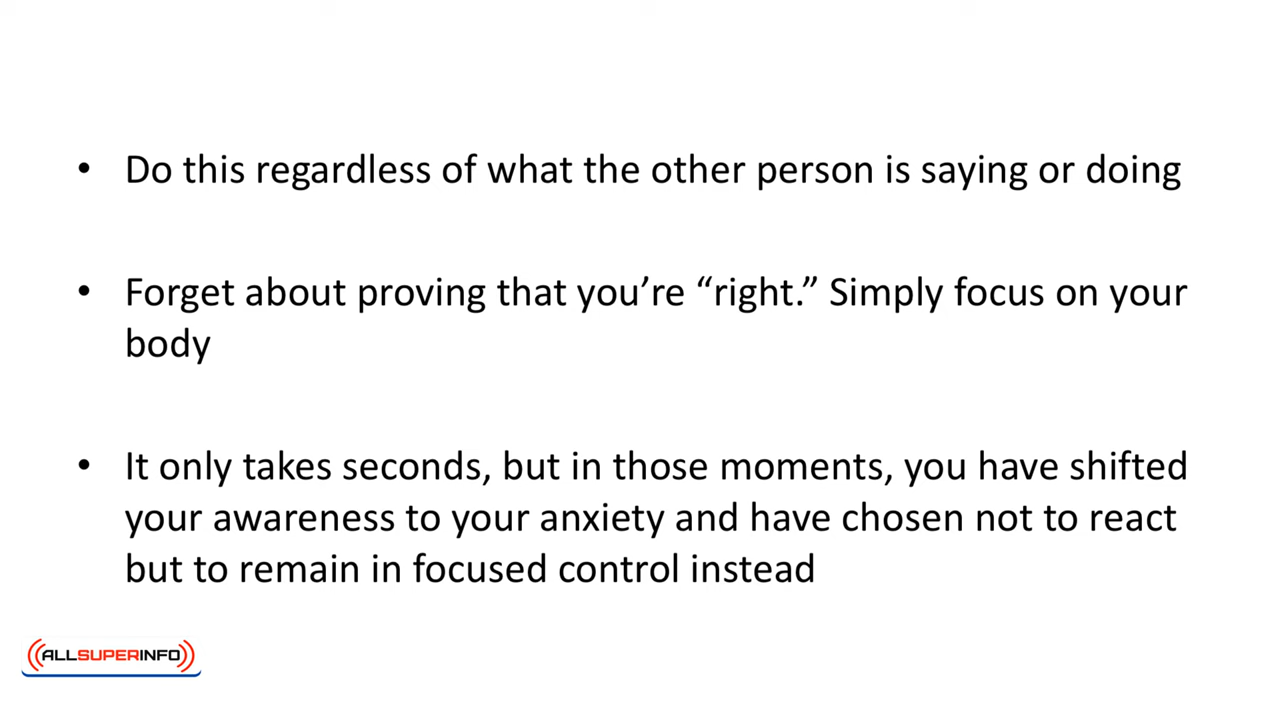 • Do this regardless of what the other person is saying or doing
• Forget about proving that you’re “right.” Simply focus on your
body
• It only takes seconds, but in those moments, you have shifted
your awareness to your anxiety and have chosen not to react
but to remain in focused control instead
ALLSUPERINFO